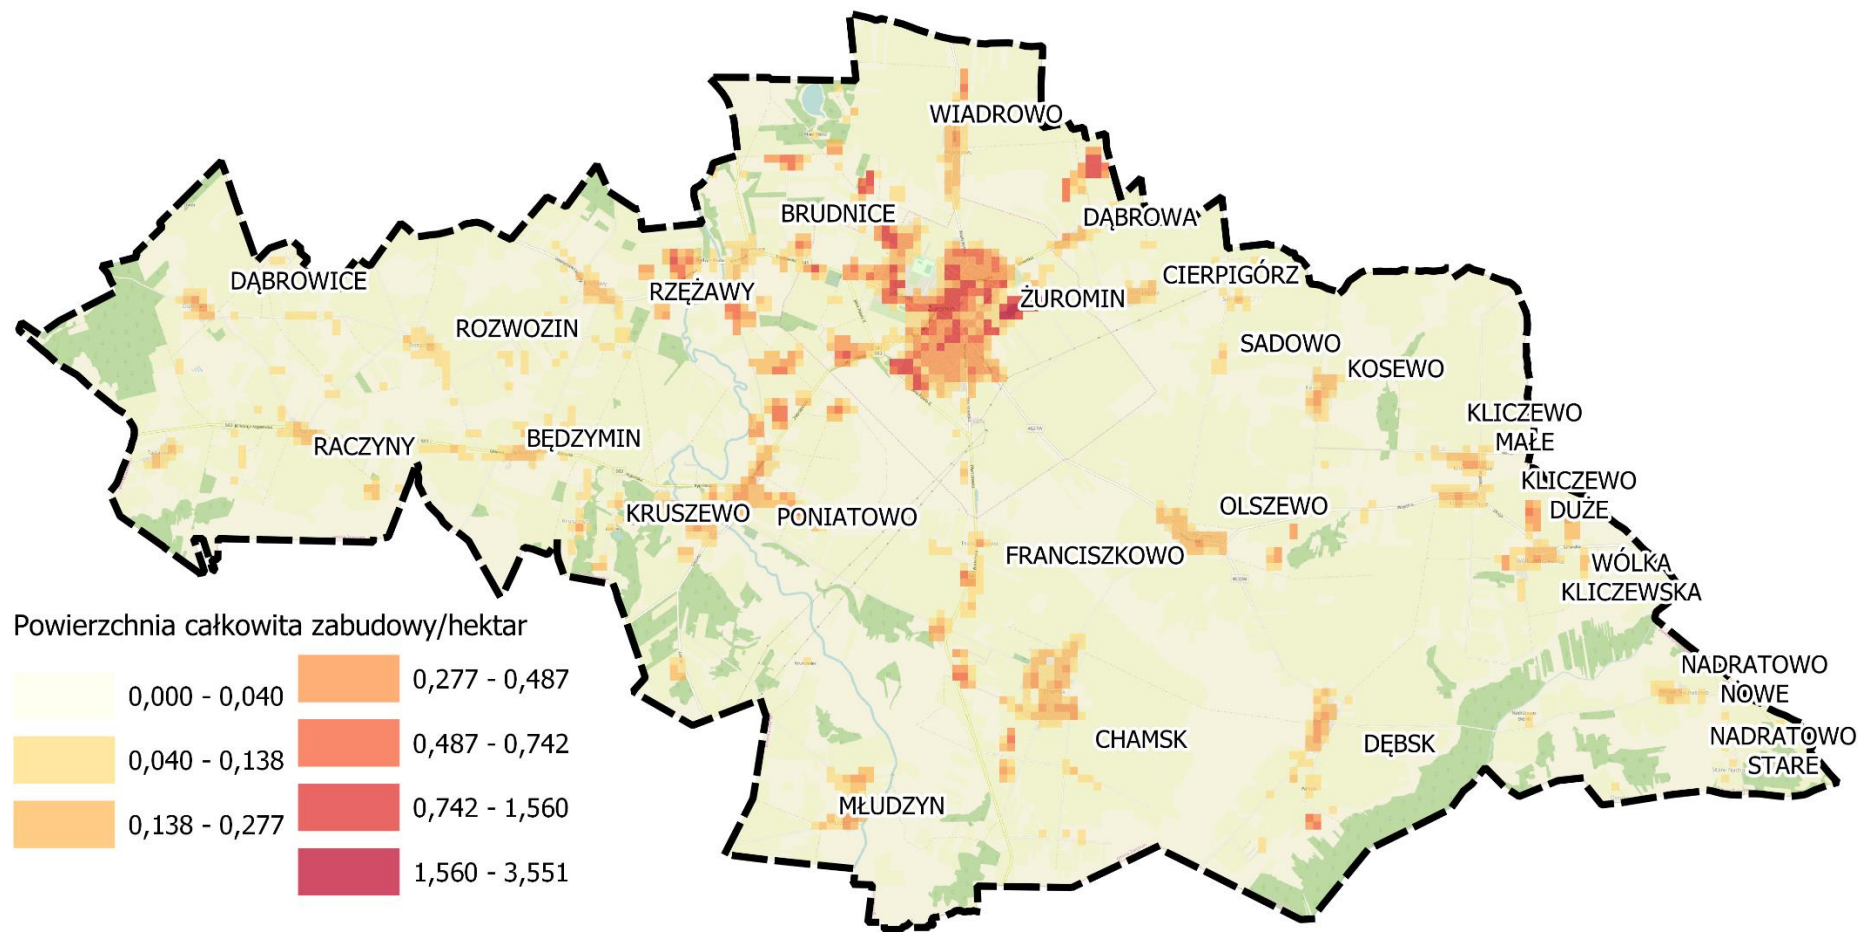 WIADROWO
BRUDNICE
DĄBROWA
DĄBROWICE
RZĘŻAWY
ŻUROMIN
CIERPIGÓRZ
ROZWOZIN
SADOWO
KOSEWO
KLICZEWO
MAŁE
RACZYNY
BĘDZYMIN
KLICZEWO
DUŻE
KRUSZEWO
PONIATOWO
OLSZEWO
FRANCISZKOWO
WÓLKA
KLICZEWSKA
NADRATOWO
NOWE
NADRATOWO
STARE
CHAMSK
DĘBSK
MŁUDZYN
Powierzchnia całkowita zabudowy/hektar
0,000 - 0,040
0,040 - 0,138
0,138 - 0,277
0,277 - 0,487
0,487 - 0,742
0,742 - 1,560
1,560 - 3,551